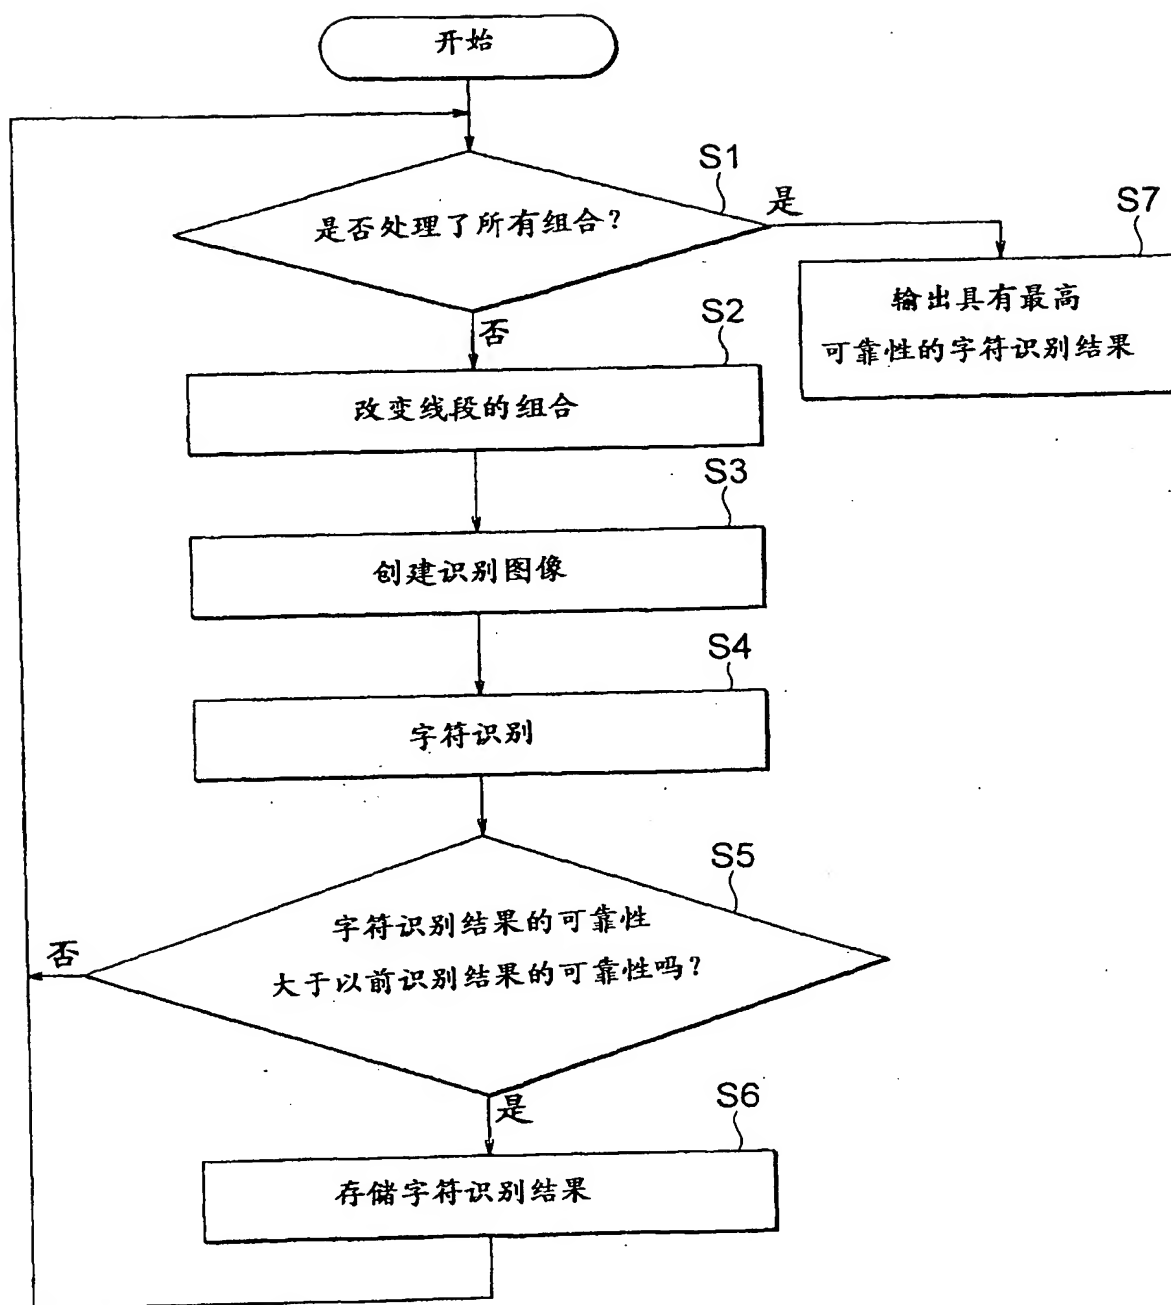 开始
S1
是否处理了所有组合？
是
S7
输出具有最高
可靠性的字符识别结果
否
S2
改变线段的组合
S3
创建识别图像
S4
字符识别
S5
字符识别结果的可靠性
大于以前识别结果的可靠性吗？
否
是
S6
存储字符识别结果